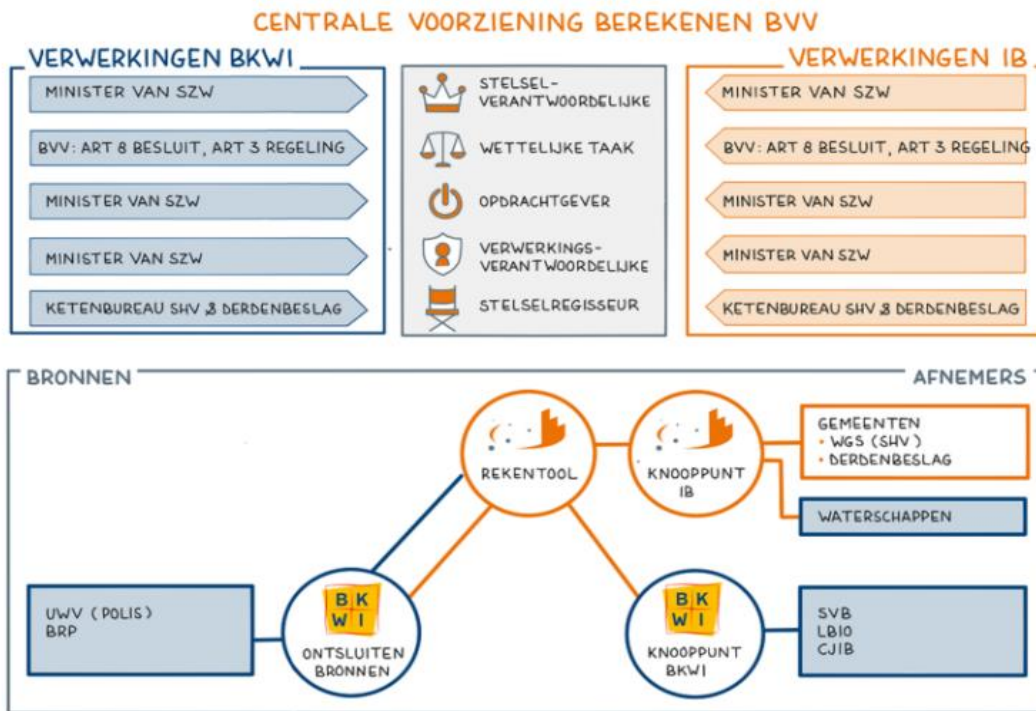 CENTRALE VOORZIENING BEREKENEN BVV
VERWERKINGEN BKWI
MINISTER VAN SZW
BVV: ART 8 BESLUIT, ART 3 REGELING
MINISTER VAN SZW
MINISTER VAN SZW
KETENBUREAU SHV & DERDENBESLAG
STELSEL-
VERANTWOORDELIJKE
WETTELIJKE TAAK
OPDRACHTGEVER
VERWERKINGS-
VERANTWOORDELIJKE
STELSELREGISSEUR
VERWERKINGEN IB
MINISTER VAN SZW
BVV: ART 8 BESLUIT, ART 3 REGELING
MINISTER VAN SZW
MINISTER VAN SZW
KETENBUREAU SHV & DERDENBESLAG
BRONNEN
AFNEMERS
REKENTOOL
KNOOPPUNT
IB
GEMEENTEN
• WGS (SHV)
• DERDENBESLAG
WATERSCHAPPEN
UWV (POLIS)
BRP
BK
WI
ONTSLUITEN
BRONNEN
BK
WI
KNOOPPUNT
BKWI
SVB
LBIO
CJIB